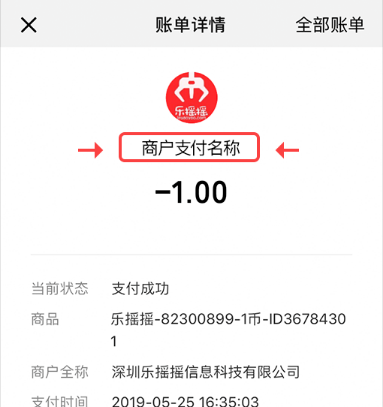 账单详情
全部账单
乐摇摇
商户支付名称
-1.00
当前状态 支付成功
商品 乐摇摇-82300899-1币-ID3678430
1
商户全称 深圳乐摇摇信息科技有限公司
支付时间 2019-05-25 16:35:03